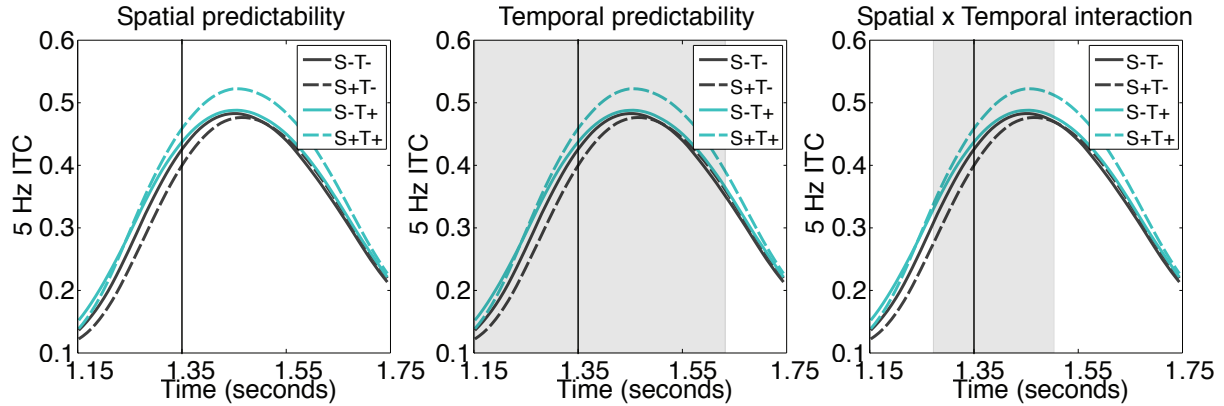 Spatial predictability
0.6
0.5
0.4
0.3
0.2
0.1
5 Hz ITC
S-T-
S+T-
S-T+
S+T+
1.15
1.35
1.55
1.75
Time (seconds)
Temporal predictability
0.6
0.5
0.4
0.3
0.2
0.1
5 Hz ITC
S-T-
S+T-
S-T+
S+T+
1.15
1.35
1.55
1.75
Time (seconds)
Spatial x Temporal interaction
0.6
0.5
0.4
0.3
0.2
0.1
5 Hz ITC
S-T-
S+T-
S-T+
S+T+
1.15
1.35
1.55
1.75
Time (seconds)